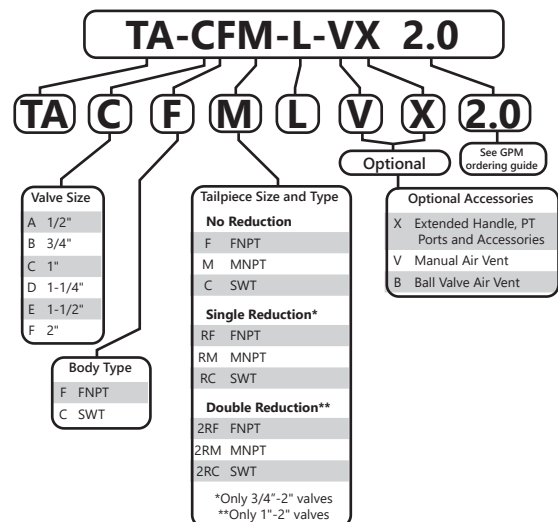 TA-CFM-L-VX 2.0
TA C F M L V X 2.0
Optional
See GPM
ordering guide
Valve Size
A 1/2"
B 3/4"
C 1"
D 1-1/4"
E 1-1/2"
F 2"
Body Type
F FNPT
C SWT
Tailpiece Size and Type
No Reduction
F FNPT
M MNPT
C SWT
Single Reduction*
RF FNPT
RM MNPT
RC SWT
Double Reduction**
2RF FNPT
2RM MNPT
2RC SWT
*Only 3/4"-2" valves
**Only 1"-2" valves
Optional Accessories
X Extended Handle, PT
Ports and Accessories
V Manual Air Vent
B Ball Valve Air Vent